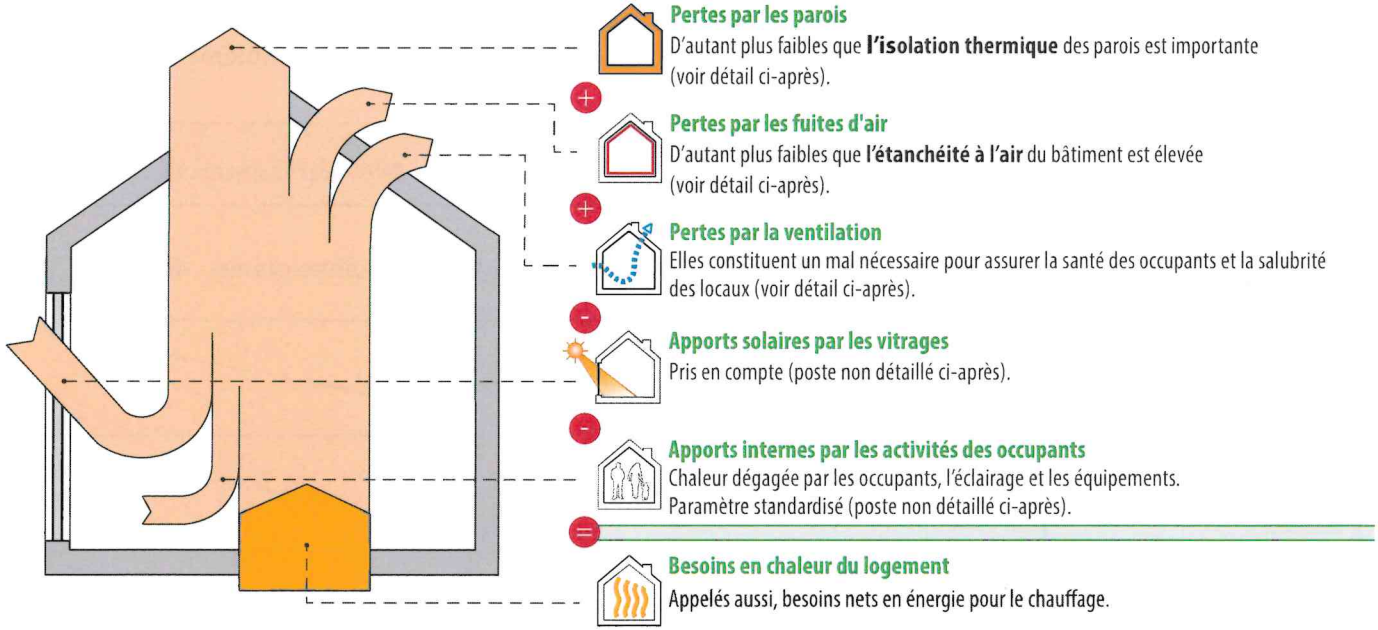 Pertes par les parois
D'autant plus faibles que l'isolation thermique des parois est importante
(voir détail ci-après).
+
Pertes par les fuites d'air
D'autant plus faibles que l'étanchéité à l'air du bâtiment est élevée
(voir détail ci-après).
+
Pertes par la ventilation
Elles constituent un mal nécessaire pour assurer la santé des occupants et la salubrité
des locaux (voir détail ci-après).
-
Apports solaires par les vitrages
Pris en compte (poste non détaillé ci-après).
-
Apports internes par les activités des occupants
Chaleur dégagée par les occupants, l'éclairage et les équipements.
Paramètre standardisé (poste non détaillé ci-après).
=
Besoins en chaleur du logement
Appelés aussi, besoins nets en énergie pour le chauffage.